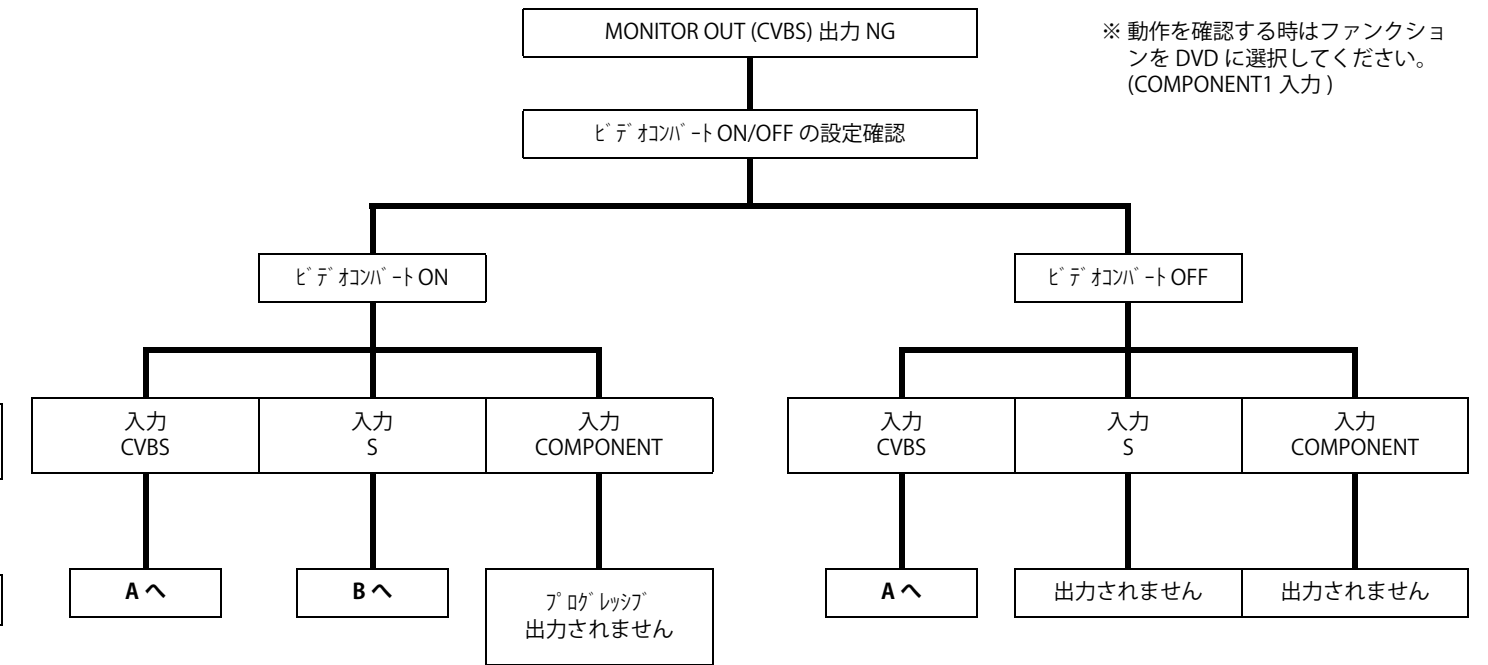 MONITOR OUT (CVBS) 出力 NG
※ 動作を確認する時はファンクショ
ンを DVD に選択してください。
(COMPONENT1 入力 )
ﾋﾞﾃﾞｵｺﾝﾊﾞｰﾄ ON/OFF の設定確認
ﾋﾞﾃﾞｵｺﾝﾊﾞｰﾄ ON
ﾋﾞﾃﾞｵｺﾝﾊﾞｰﾄ OFF
入力
CVBS
入力
S
入力
COMPONENT
入力
CVBS
入力
S
入力
COMPONENT
A へ
B へ
ﾌﾟﾛｸﾞﾚｯｼﾌﾞ
出力されません
A へ
出力されません
出力されません